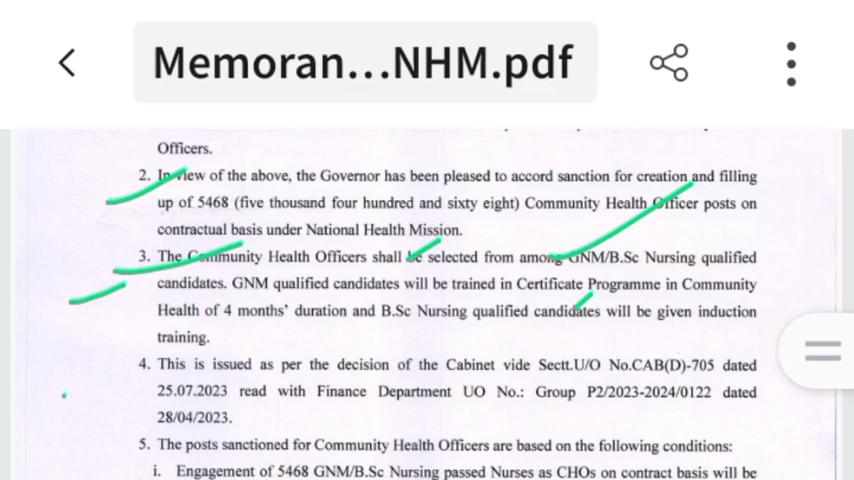 Memoran...NHM.pdf
Officers.
2. In view of the above, the Governor has been pleased to accord sanction for creation and filling
up of 5468 (five thousand four hundred and sixty eight) Community Health Officer posts on
contractual basis under National Health Mission.
3. The Community Health Officers shall be selected from among GNM/B.Sc Nursing qualified
candidates. GNM qualified candidates will be trained in Certificate Programme in Community
Health of 4 months' duration and B.Sc Nursing qualified candidates will be given induction
training.
4. This is issued as per the decision of the Cabinet vide Sectt.U/O No.CAB(D)-705 dated
25.07.2023 read with Finance Department UO No.: Group P2/2023-2024/0122 dated
28/04/2023.
5. The posts sanctioned for Community Health Officers are based on the following conditions:
i. Engagement of 5468 GNM/B.Sc Nursing passed Nurses as CHOs on contract basis will be